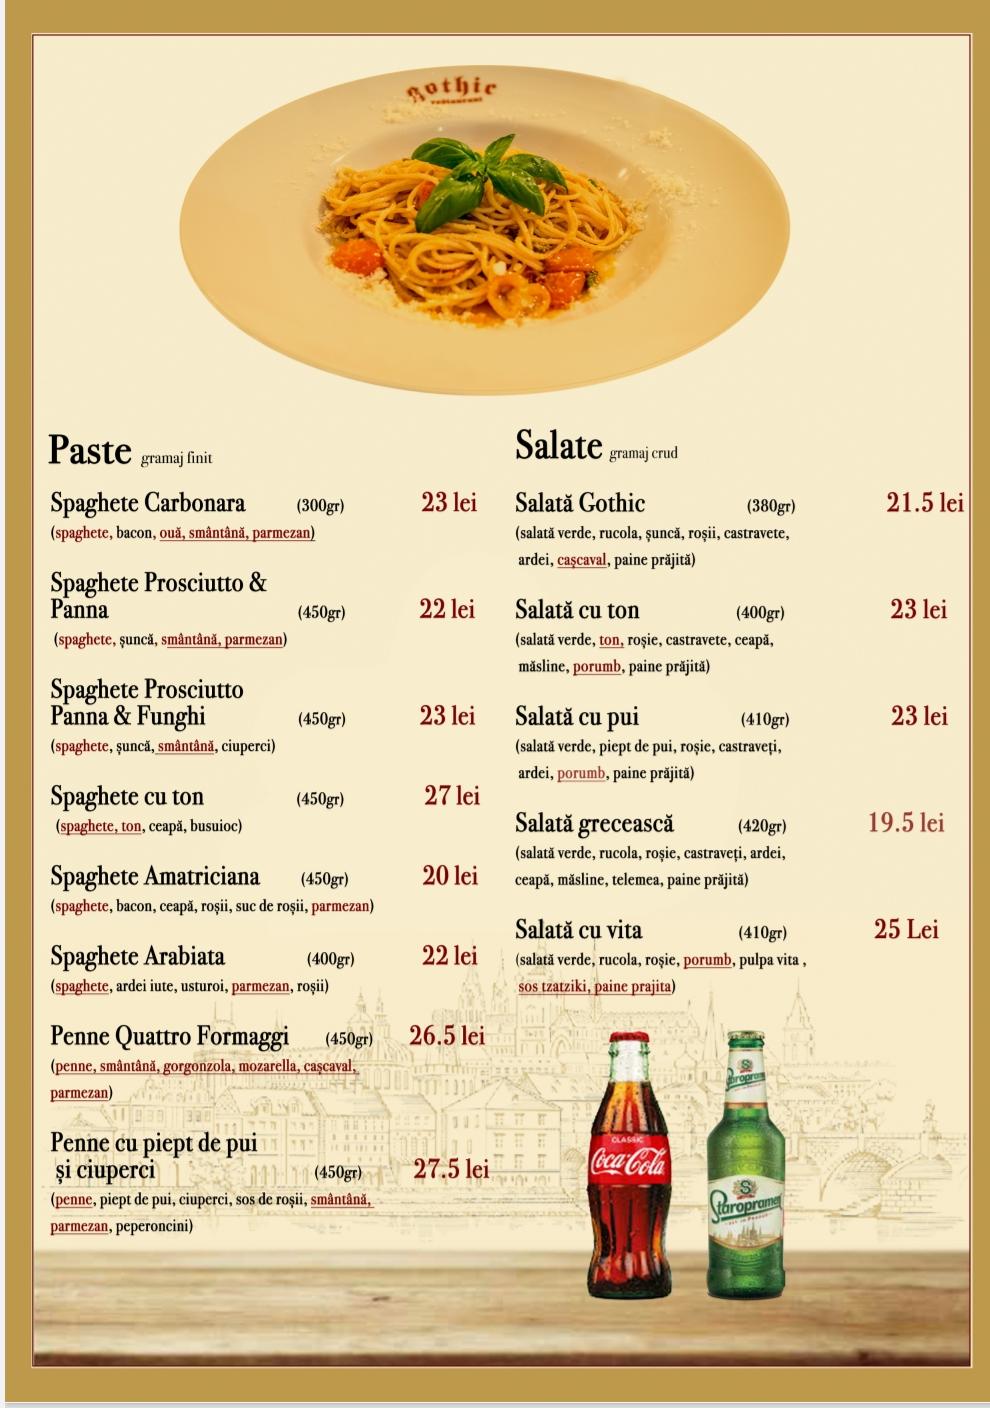 Gothic
restaurant
Paste gramaj finit
Spaghete Carbonara (300gr) 23 lei
(spaghete, bacon, ouă, smântână, parmezan)
Spaghete Prosciutto &
Panna (450gr) 22 lei
(spaghete, șuncă, smântână, parmezan)
Spaghete Prosciutto
Panna & Funghi (450gr) 23 lei
(spaghete, șuncă, smântână, ciuperci)
Spaghete cu ton (450gr) 27 lei
(spaghete, ton, ceapă, busuioc)
Spaghete Amatriciana (450gr) 20 lei
(spaghete, bacon, ceapă, roșii, suc de roșii, parmezan)
Spaghete Arabiata (400gr) 22 lei
(spaghete, ardei iute, usturoi, parmezan, roșii)
Penne Quattro Formaggi (450gr) 26.5 lei
(penne, smântână, gorgonzola, mozarella, cașcaval,
parmezan)
Penne cu piept de pui
și ciuperci (450gr) 27.5 lei
(penne, piept de pui, ciuperci, sos de roșii, smântână,
parmezan, peperoncini)
Salate gramaj crud
Salată Gothic (380gr) 21.5 lei
(salată verde, rucola, șuncă, roșii, castravete,
ardei, cașcaval, paine prăjită)
Salată cu ton (400gr) 23 lei
(salată verde, ton, roșie, castravete, ceapă,
măsline, porumb, paine prăjită)
Salată cu pui (410gr) 23 lei
(salată verde, piept de pui, roșie, castraveți,
ardei, porumb, paine prăjită)
Salată grecească (420gr) 19.5 lei
(salată verde, rucola, roșie, castraveți, ardei,
ceapă, măsline, telemea, paine prăjită)
Salată cu vita (410gr) 25 Lei
(salată verde, rucola, roșie, porumb, pulpa vita ,
sos tzatziki, paine prajita)
CLASSIC
Coca-Cola
Staropramen
Staropramen